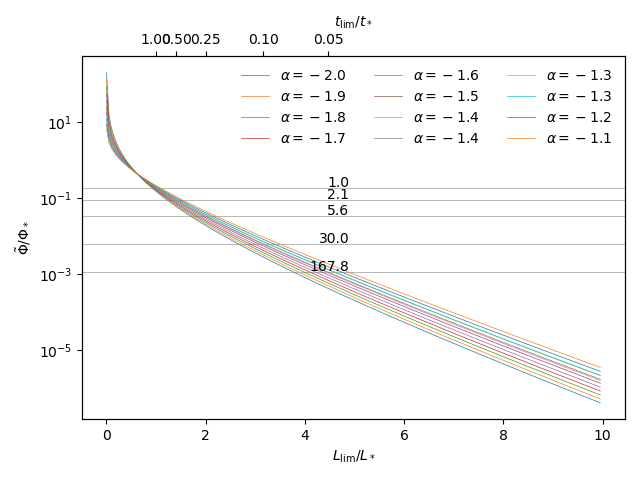 t_lim/t_*
1.00 0.50 0.25 0.10 0.05
α = −2.0 α = −1.6 α = −1.3
α = −1.9 α = −1.5 α = −1.3
α = −1.8 α = −1.4 α = −1.2
α = −1.7 α = −1.4 α = −1.1
10^1
1.0
10^−1
2.1
5.6
Φ̃/Φ_*
30.0
167.8
10^−3
10^−5
0 2 4 6 8 10
L_lim/L_*